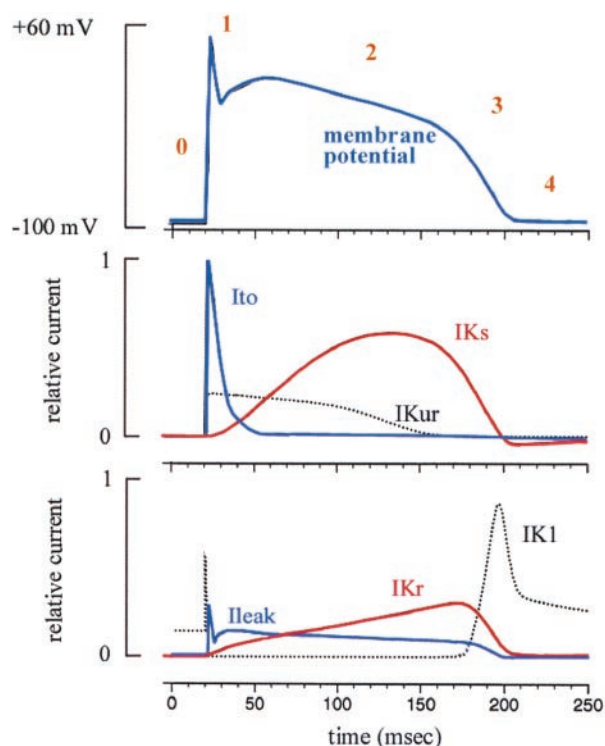 +60 mV
1
2
3
0
membrane
potential
4
-100 mV
1
Ito
IKs
relative current
IKur
0
1
IK1
relative current
IKr
Ileak
0
0 50 100 150 200 250
time (msec)